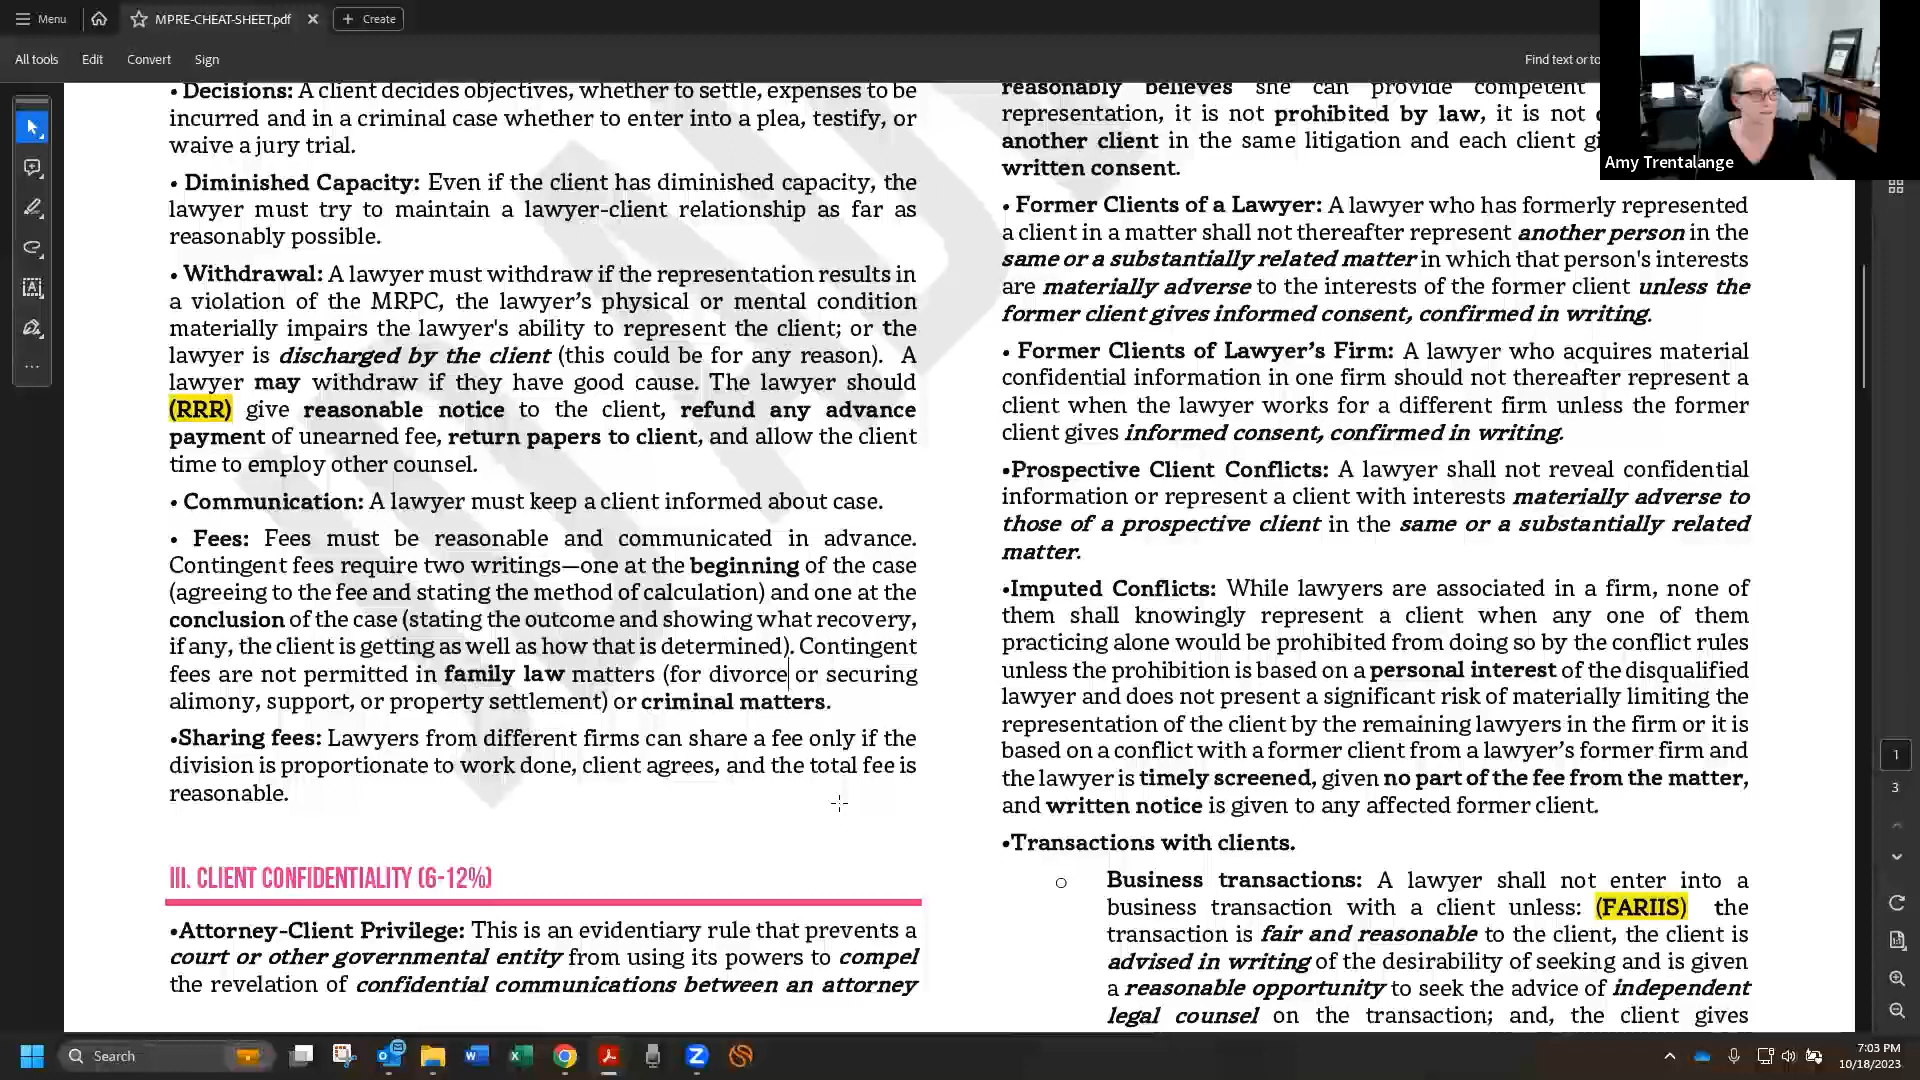 Menu
MPRE-CHEAT-SHEET.pdf
Create
All tools
Edit
Convert
Sign
Find text or to
Amy Trentalange
• Decisions: A client decides objectives, whether to settle, expenses to be
incurred and in a criminal case whether to enter into a plea, testify, or
waive a jury trial.
• Diminished Capacity: Even if the client has diminished capacity, the
lawyer must try to maintain a lawyer-client relationship as far as
reasonably possible.
• Withdrawal: A lawyer must withdraw if the representation results in
a violation of the MRPC, the lawyer’s physical or mental condition
materially impairs the lawyer's ability to represent the client; or the
lawyer is discharged by the client (this could be for any reason). A
lawyer may withdraw if they have good cause. The lawyer should
(RRR) give reasonable notice to the client, refund any advance
payment of unearned fee, return papers to client, and allow the client
time to employ other counsel.
• Communication: A lawyer must keep a client informed about case.
• Fees: Fees must be reasonable and communicated in advance.
Contingent fees require two writings—one at the beginning of the case
(agreeing to the fee and stating the method of calculation) and one at the
conclusion of the case (stating the outcome and showing what recovery,
if any, the client is getting as well as how that is determined). Contingent
fees are not permitted in family law matters (for divorce or securing
alimony, support, or property settlement) or criminal matters.
•Sharing fees: Lawyers from different firms can share a fee only if the
division is proportionate to work done, client agrees, and the total fee is
reasonable.
III. CLIENT CONFIDENTIALITY (6-12%)
•Attorney-Client Privilege: This is an evidentiary rule that prevents a
court or other governmental entity from using its powers to compel
the revelation of confidential communications between an attorney
reasonably believes she can provide competent
representation, it is not prohibited by law, it is not
another client in the same litigation and each client
written consent.
• Former Clients of a Lawyer: A lawyer who has formerly represented
a client in a matter shall not thereafter represent another person in the
same or a substantially related matter in which that person's interests
are materially adverse to the interests of the former client unless the
former client gives informed consent, confirmed in writing.
• Former Clients of Lawyer’s Firm: A lawyer who acquires material
confidential information in one firm should not thereafter represent a
client when the lawyer works for a different firm unless the former
client gives informed consent, confirmed in writing.
•Prospective Client Conflicts: A lawyer shall not reveal confidential
information or represent a client with interests materially adverse to
those of a prospective client in the same or a substantially related
matter.
•Imputed Conflicts: While lawyers are associated in a firm, none of
them shall knowingly represent a client when any one of them
practicing alone would be prohibited from doing so by the conflict rules
unless the prohibition is based on a personal interest of the disqualified
lawyer and does not present a significant risk of materially limiting the
representation of the client by the remaining lawyers in the firm or it is
based on a conflict with a former client from a lawyer’s former firm and
the lawyer is timely screened, given no part of the fee from the matter,
and written notice is given to any affected former client.
•Transactions with clients.
Business transactions: A lawyer shall not enter into a
business transaction with a client unless: (FARIIS) the
transaction is fair and reasonable to the client, the client is
advised in writing of the desirability of seeking and is given
a reasonable opportunity to seek the advice of independent
legal counsel on the transaction; and, the client gives
1
3
Search
7:03 PM
10/18/2023